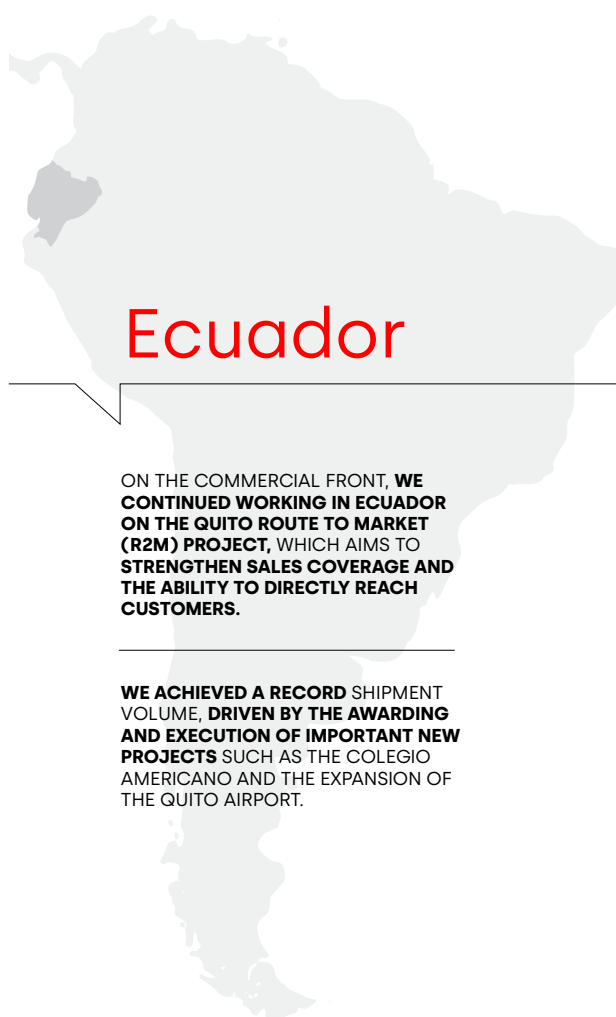 Ecuador
ON THE COMMERCIAL FRONT, WE
CONTINUED WORKING IN ECUADOR
ON THE QUITO ROUTE TO MARKET
(R2M) PROJECT, WHICH AIMS TO
STRENGTHEN SALES COVERAGE AND
THE ABILITY TO DIRECTLY REACH
CUSTOMERS.
WE ACHIEVED A RECORD SHIPMENT
VOLUME, DRIVEN BY THE AWARDING
AND EXECUTION OF IMPORTANT NEW
PROJECTS SUCH AS THE COLEGIO
AMERICANO AND THE EXPANSION OF
THE QUITO AIRPORT.